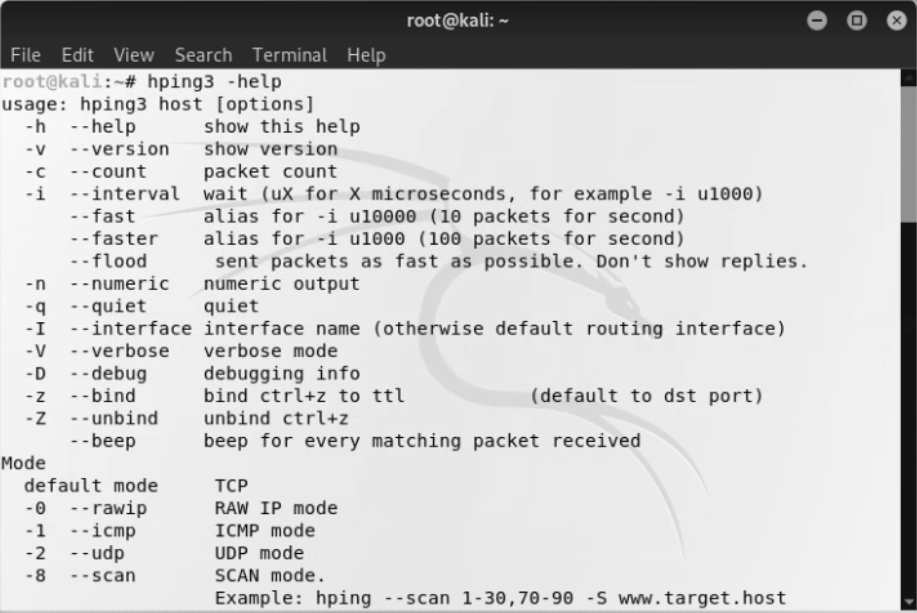 root@kali: ~
File Edit View Search Terminal Help
root@kali:~# hping3 -help
usage: hping3 host [options]
  -h  --help      show this help
  -v  --version   show version
  -c  --count     packet count
  -i  --interval  wait (uX for X microseconds, for example -i u1000)
      --fast      alias for -i u10000 (10 packets for second)
      --faster    alias for -i u1000 (100 packets for second)
      --flood      sent packets as fast as possible. Don't show replies.
  -n  --numeric   numeric output
  -q  --quiet     quiet
  -I  --interface interface name (otherwise default routing interface)
  -V  --verbose   verbose mode
  -D  --debug     debugging info
  -z  --bind      bind ctrl+z to ttl           (default to dst port)
  -Z  --unbind    unbind ctrl+z
      --beep      beep for every matching packet received
Mode
  default mode     TCP
  -0  --rawip      RAW IP mode
  -1  --icmp       ICMP mode
  -2  --udp        UDP mode
  -8  --scan       SCAN mode.
                   Example: hping --scan 1-30,70-90 -S www.target.host